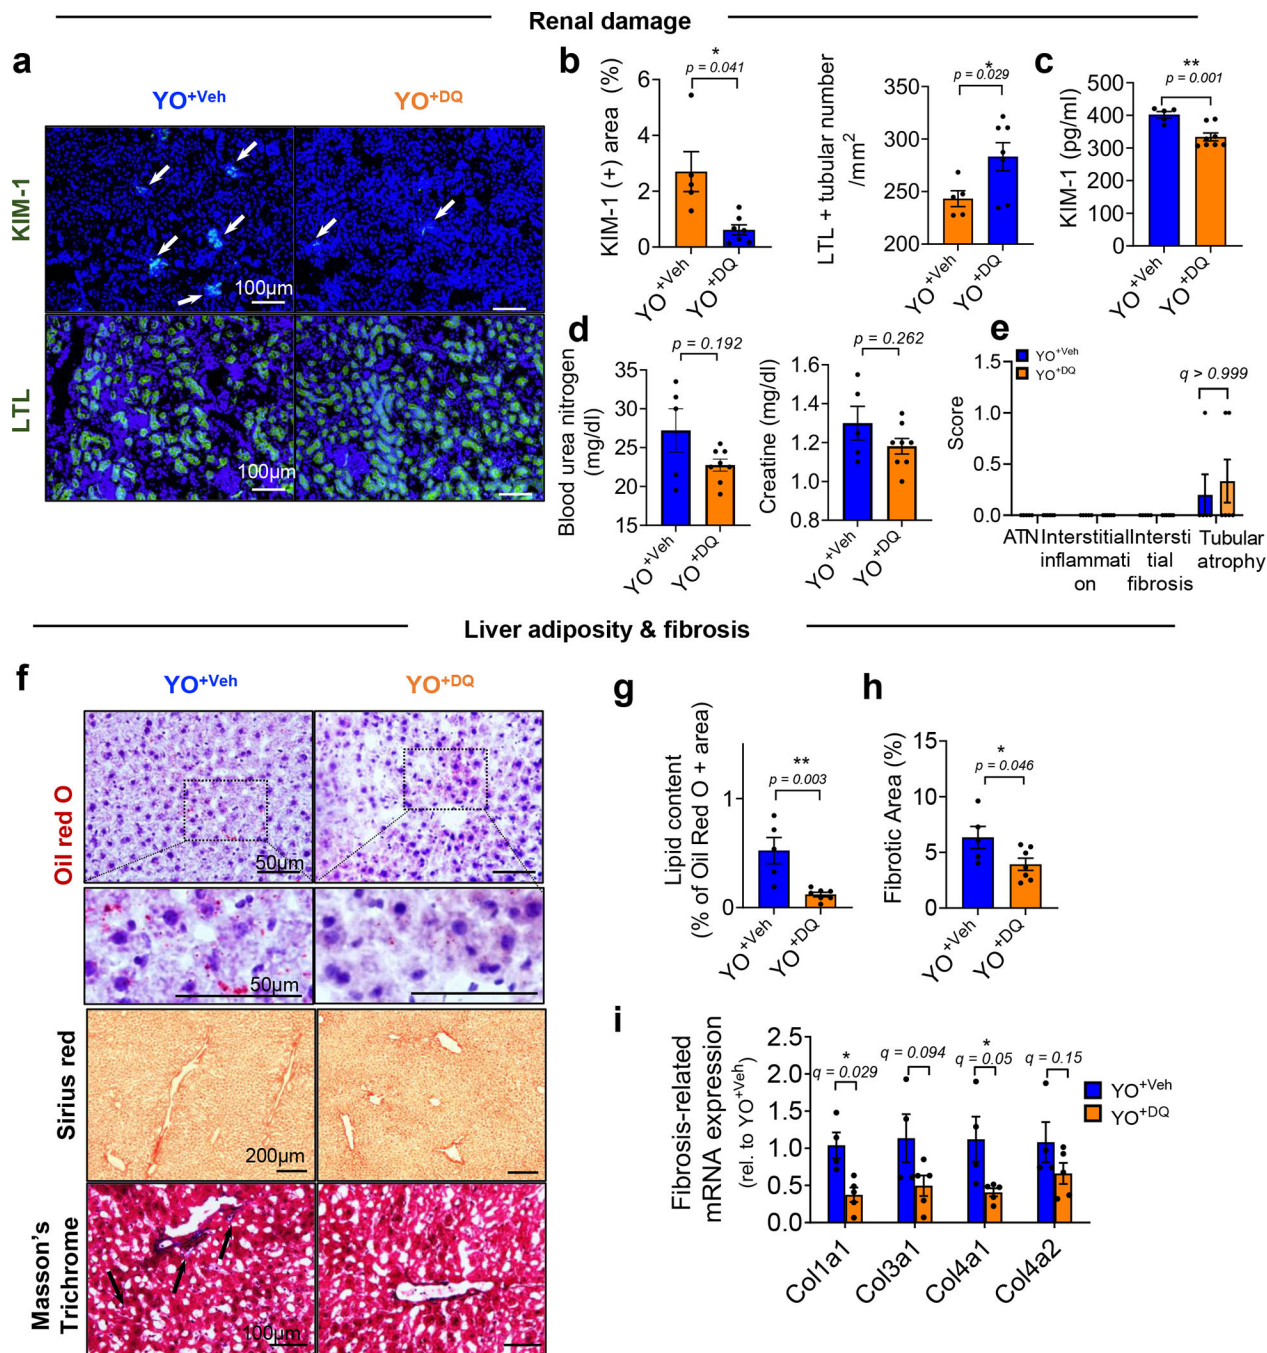 Renal damage
a
YO+Veh
YO+DQ
KIM-1
100μm
LTL
100μm
b
KIM-1 (+) area (%)
6
4
2
0
*
p = 0.041
YO+Veh
YO+DQ
LTL + tubular number
/mm2
350
300
250
200
*
p = 0.029
YO+Veh
YO+DQ
c
KIM-1 (pg/ml)
500
400
300
200
100
0
**
p = 0.001
YO+Veh
YO+DQ
d
Blood urea nitrogen
(mg/dl)
35
30
25
20
15
p = 0.192
YO+Veh
YO+DQ
Creatine (mg/dl)
1.6
1.4
1.2
1.0
0.8
p = 0.262
YO+Veh
YO+DQ
e
YO+Veh
YO+DQ
Score
1.5
1.0
0.5
0.0
q > 0.999
ATN
Interstitial
inflammati
on
Intersti
tial
fibrosis
Tubular
atrophy
Liver adiposity & fibrosis
f
YO+Veh
YO+DQ
Oil red O
50μm
50μm
Sirius red
200μm
Masson's
Trichrome
100μm
g
Lipid content
(% of Oil Red O + area)
1
0
**
p = 0.003
YO+Veh
YO+DQ
h
Fibrotic Area (%)
15
10
5
0
*
p = 0.046
YO+Veh
YO+DQ
i
Fibrosis-related
mRNA expression
(rel. to YO+Veh)
2.5
2.0
1.5
1.0
0.5
0.0
*
q = 0.029
q = 0.094
*
q = 0.05
q = 0.15
YO+Veh
YO+DQ
Col1a1
Col3a1
Col4a1
Col4a2